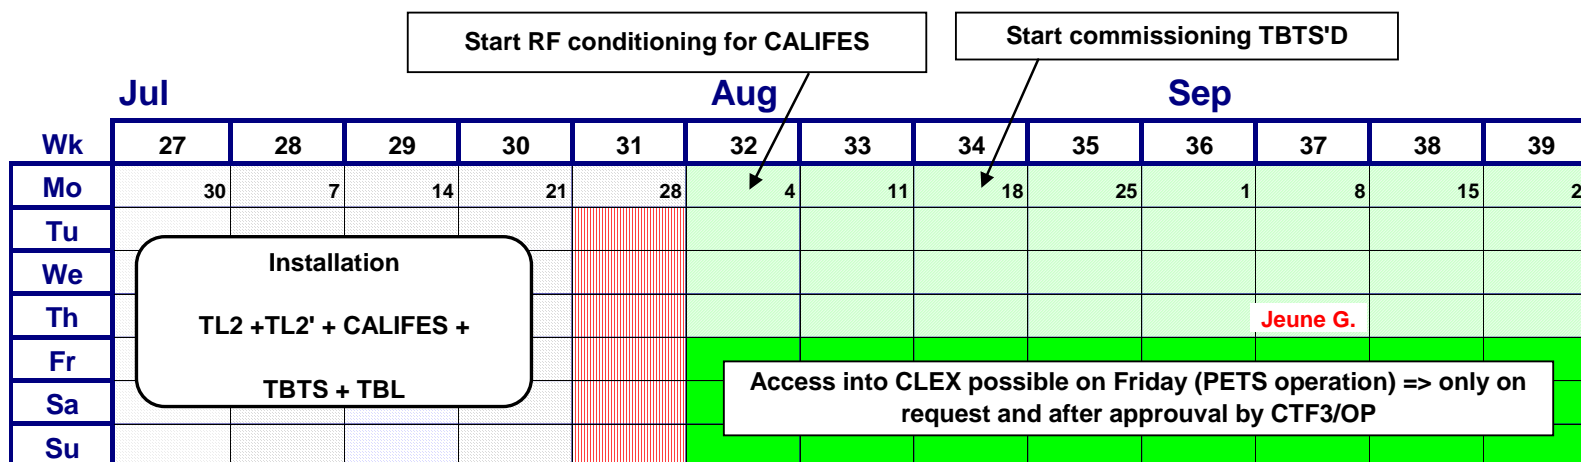 Start RF conditioning for CALIFES
Start commissioning TBTS'D
Jul Aug Sep
Wk 27 28 29 30 31 32 33 34 35 36 37 38 39
Mo 30 7 14 21 28 4 11 18 25 1 8 15 2
Tu
We
Th Jeune G.
Fr
Sa
Su
Installation
TL2 +TL2' + CALIFES +
TBTS + TBL
Access into CLEX possible on Friday (PETS operation) => only on
request and after approuval by CTF3/OP